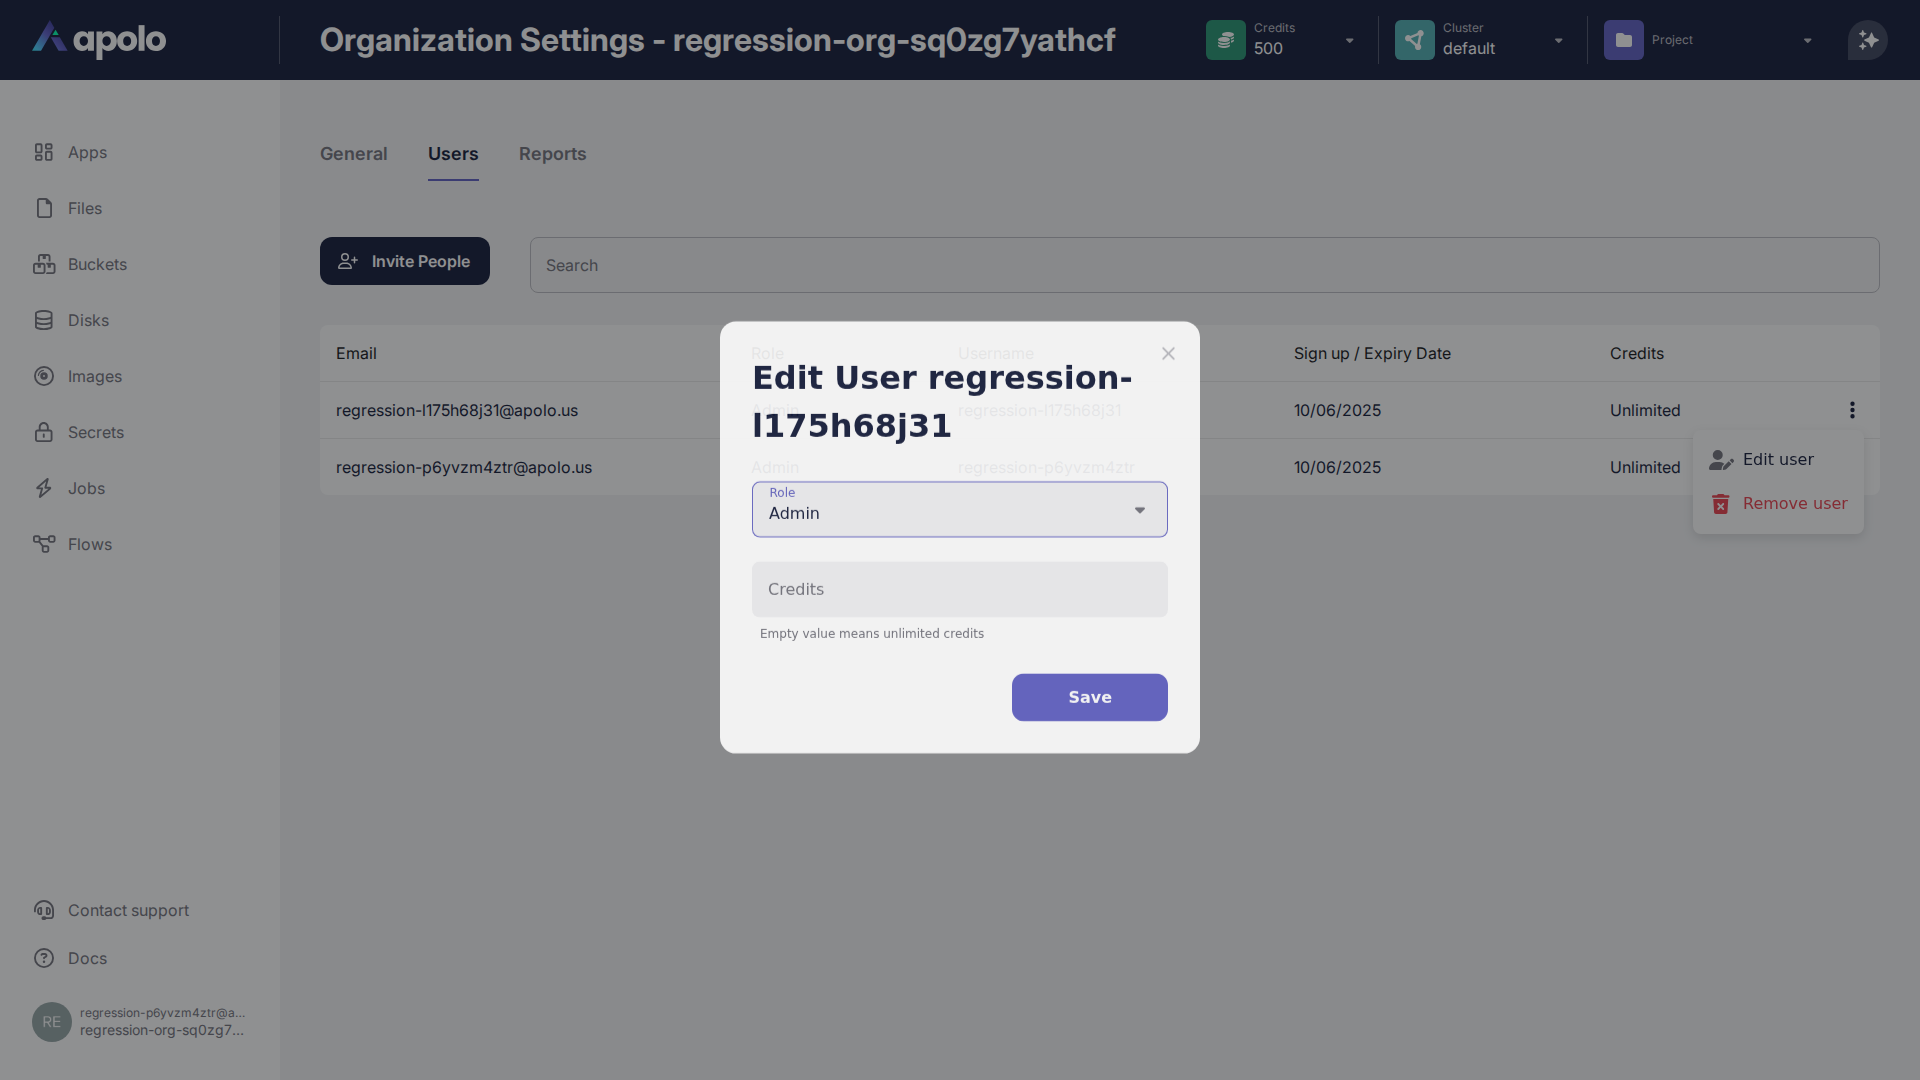 apolo
Organization Settings - regression-org-sq0zg7yathcf
Credits
500
Cluster
default
Project
Apps
Files
Buckets
Disks
Images
Secrets
Jobs
Flows
Contact support
Docs
RE
regression-p6yvzm4ztr@a...
regression-org-sq0zg7...
General
Users
Reports
Invite People
Search
Email
Role
Username
Sign up / Expiry Date
Credits
regression-l175h68j31@apolo.us
Admin
regression-l175h68j31
10/06/2025
Unlimited
regression-p6yvzm4ztr@apolo.us
Admin
regression-p6yvzm4ztr
10/06/2025
Unlimited
Edit user
Remove user
Edit User regression-
l175h68j31
Role
Admin
Credits
Empty value means unlimited credits
Save